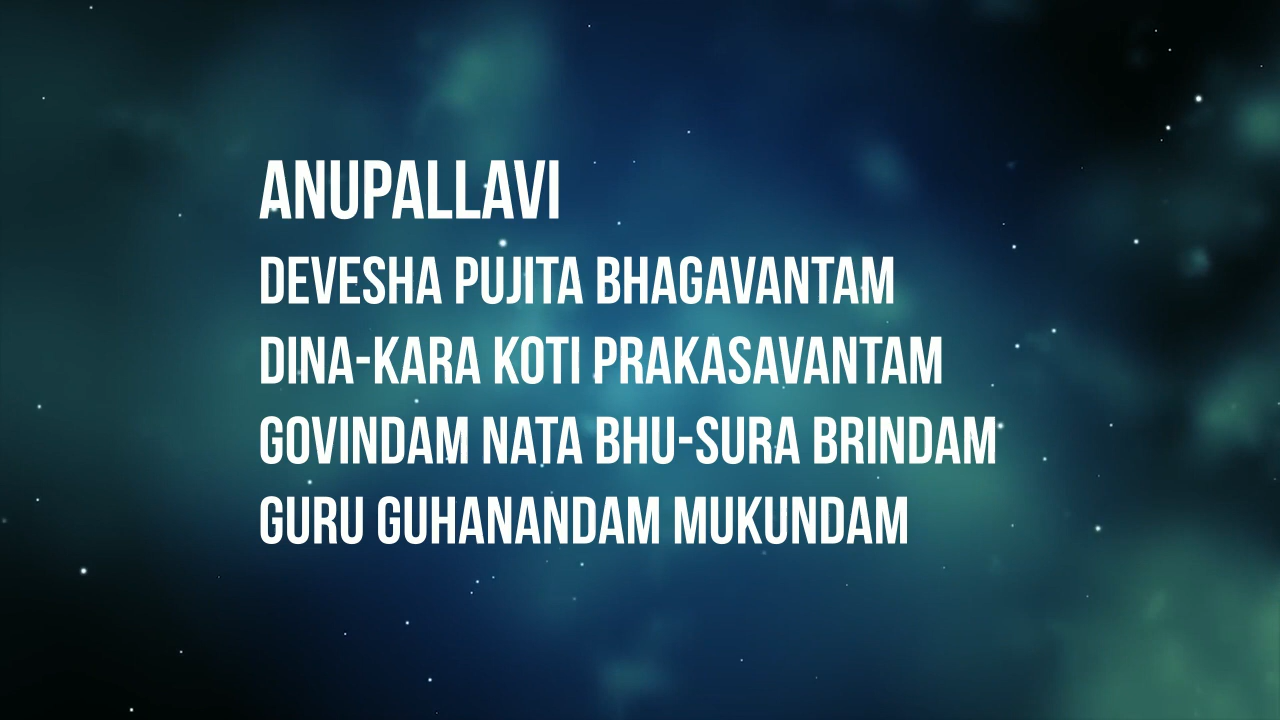 ANUPALLAVI
DEVESHA PUJITA BHAGAVANTAM
DINA-KARA KOTI PRAKASAVANTAM
GOVINDAM NATA BHU-SURA BRINDAM
GURU GUHANANDAM MUKUNDAM